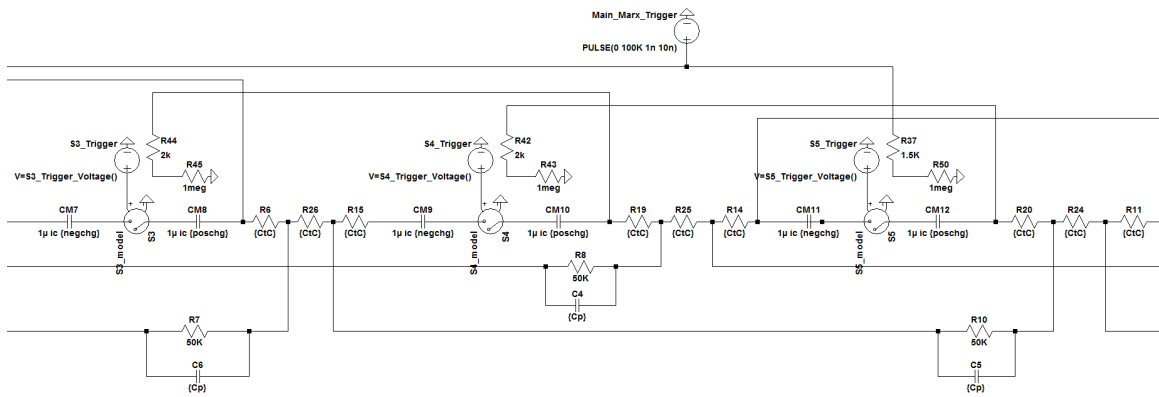 Main_Marx_Trigger
PULSE(0 100K 1n 10n)
S3_Trigger
R44
2k
R45
1meg
V=S3_Trigger_Voltage()
S4_Trigger
R42
2k
R43
1meg
V=S4_Trigger_Voltage()
S5_Trigger
R37
1.5K
R50
1meg
V=S5_Trigger_Voltage()
CM7
1µ ic {negchg}
S3_model
S3
CM8
1µ ic {poschg}
R6
{CtC}
R26
{CtC}
R15
{CtC}
CM9
1µ ic {negchg}
S4_model
S4
CM10
1µ ic {poschg}
R19
{CtC}
R25
{CtC}
R14
{CtC}
CM11
1µ ic {negchg}
S5_model
S5
CM12
1µ ic {poschg}
R20
{CtC}
R24
{CtC}
R11
{CtC}
R8
50K
C4
{Cp}
R7
50K
C6
{Cp}
R10
50K
C5
{Cp}